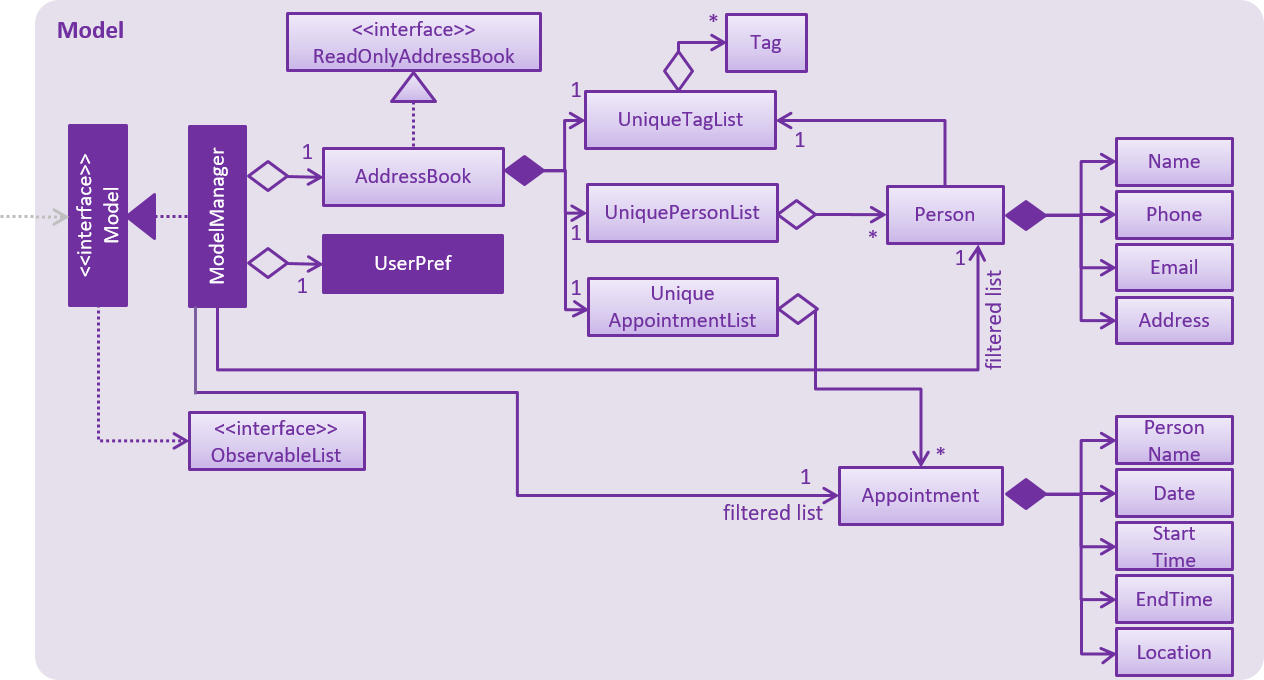 Model
<<interface>>
ReadOnlyAddressBook
*
Tag
1
UniqueTagList
1
<<interface>>
Model
ModelManager
1
AddressBook
UniquePersonList
1
*
Person
Name
Phone
Email
Address
UserPref
1
1
Unique
AppointmentList
1
filtered list
<<interface>>
ObservableList
*
1
filtered list
Appointment
Person
Name
Date
Start
Time
EndTime
Location